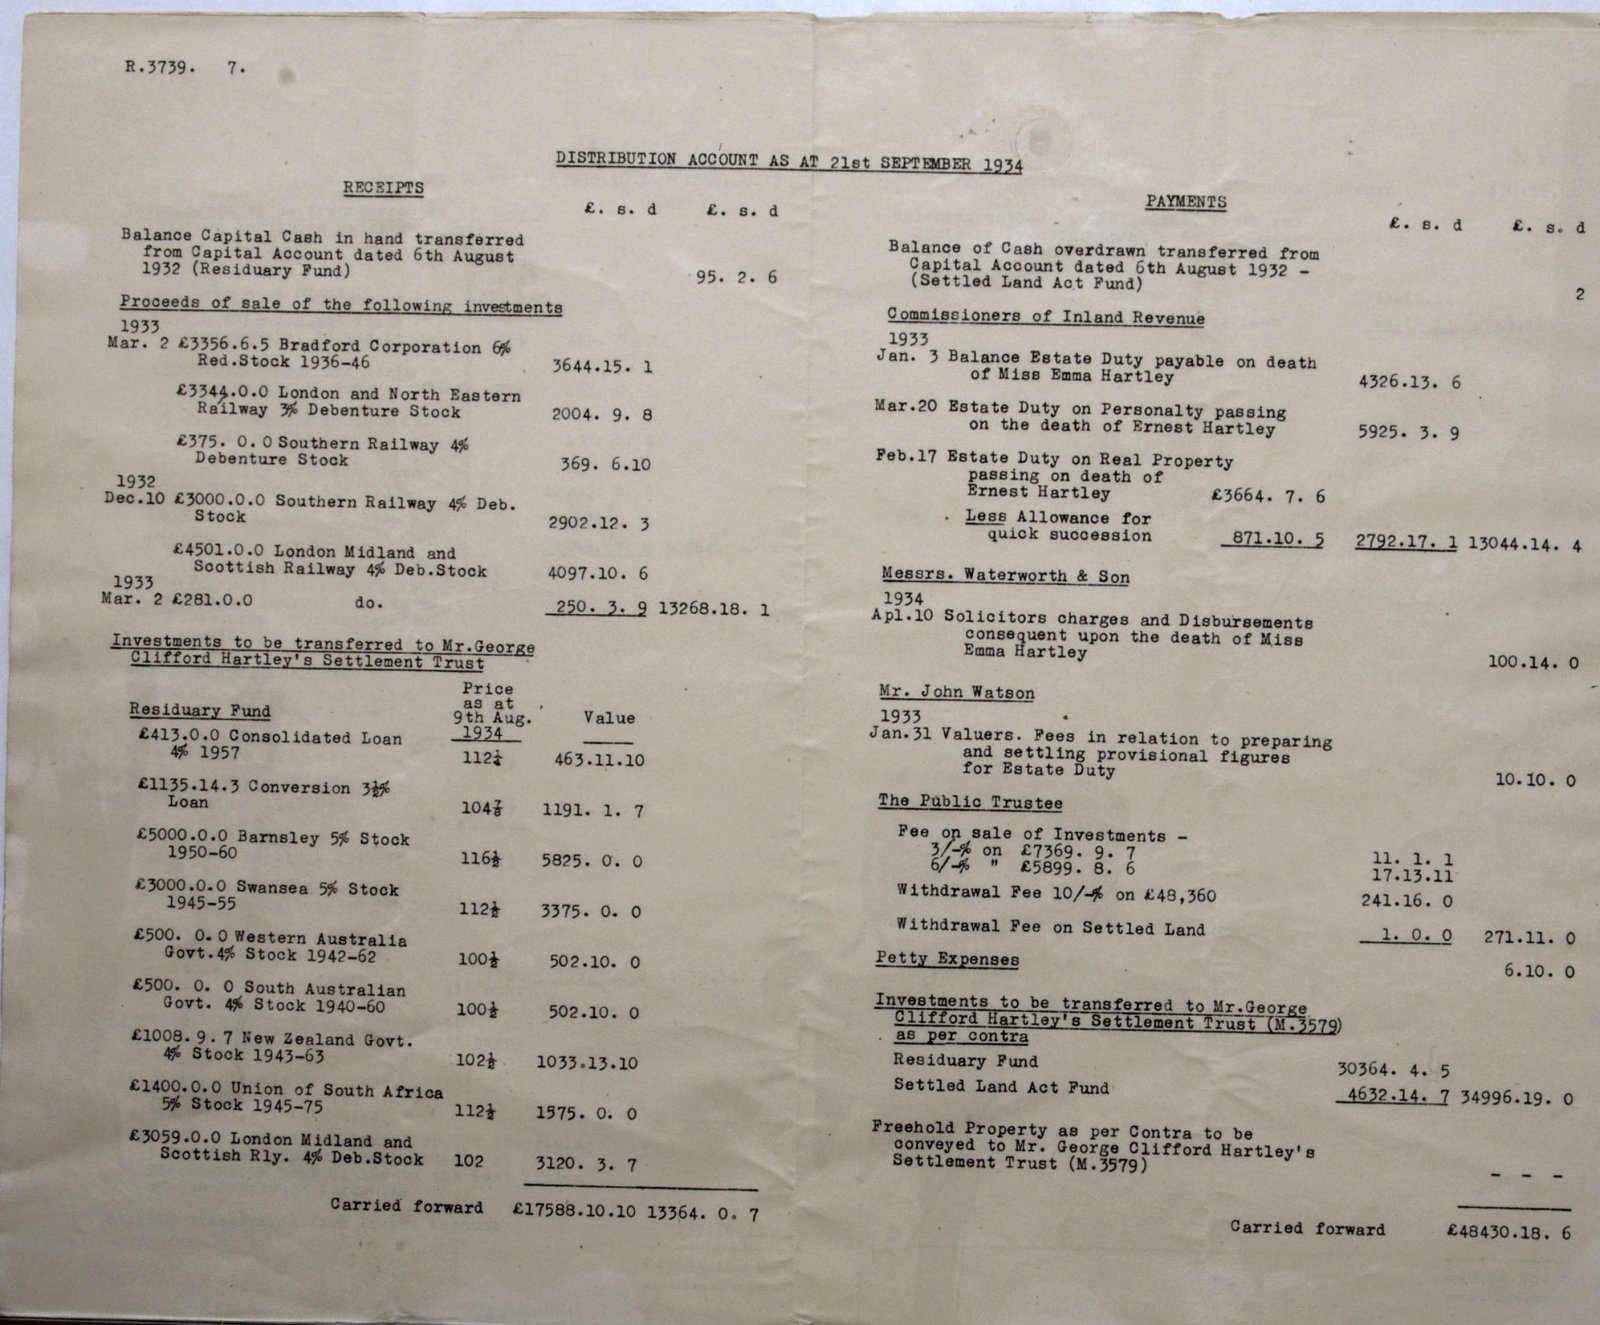 R.3739. 7.
DISTRIBUTION ACCOUNT AS AT 21st SEPTEMBER 1934
RECEIPTS
£. s. d £. s. d
Balance Capital Cash in hand transferred
from Capital Account dated 6th August
1932 (Residuary Fund) 95. 2. 6
Proceeds of sale of the following investments
1933
Mar. 2 £3356.6.5 Bradford Corporation 6%
Red.Stock 1936-46 3644.15. 1
£3344.0.0 London and North Eastern
Railway 3% Debenture Stock 2004. 9. 8
£375. 0. 0 Southern Railway 4%
Debenture Stock 369. 6.10
1932
Dec.10 £3000.0.0 Southern Railway 4% Deb.
Stock 2902.12. 3
£4501.0.0 London Midland and
Scottish Railway 4% Deb.Stock 4097.10. 6
1933
Mar. 2 £281.0.0 do. 250. 3. 9 13268.18. 1
Investments to be transferred to Mr.George
Clifford Hartley's Settlement Trust
Price
as at
Residuary Fund 9th Aug. Value
£413.0.0 Consolidated Loan 1934
4% 1957 112¼ 463.11.10
£1135.14.3 Conversion 3½%
Loan 104⅞ 1191. 1. 7
£5000.0.0 Barnsley 5% Stock
1950-60 116½ 5825. 0. 0
£3000.0.0 Swansea 5% Stock
1945-55 112½ 3375. 0. 0
£500. 0. 0 Western Australia
Govt.4% Stock 1942-62 100½ 502.10. 0
£500. 0. 0 South Australian
Govt. 4% Stock 1940-60 100½ 502.10. 0
£1008. 9. 7 New Zealand Govt.
4% Stock 1943-63 102½ 1033.13.10
£1400.0.0 Union of South Africa
5% Stock 1945-75 112½ 1575. 0. 0
£3059.0.0 London Midland and
Scottish Rly. 4% Deb.Stock 102 3120. 3. 7
Carried forward £17588.10.10 13364. 0. 7
PAYMENTS
£. s. d £. s. d
Balance of Cash overdrawn transferred from
Capital Account dated 6th August 1932 -
(Settled Land Act Fund) 2
Commissioners of Inland Revenue
1933
Jan. 3 Balance Estate Duty payable on death
of Miss Emma Hartley 4326.13. 6
Mar.20 Estate Duty on Personalty passing
on the death of Ernest Hartley 5925. 3. 9
Feb.17 Estate Duty on Real Property
passing on death of
Ernest Hartley £3664. 7. 6
Less Allowance for
quick succession 871.10. 5 2792.17. 1 13044.14. 4
Messrs. Waterworth & Son
1934
Apl.10 Solicitors charges and Disbursements
consequent upon the death of Miss
Emma Hartley 100.14. 0
Mr. John Watson
1933
Jan.31 Valuers. Fees in relation to preparing
and settling provisional figures
for Estate Duty 10.10. 0
The Public Trustee
Fee on sale of Investments -
3/-% on £7369. 9. 7 11. 1. 1
6/-% " £5899. 8. 6 17.13.11
Withdrawal Fee 10/-% on £48,360 241.16. 0
Withdrawal Fee on Settled Land 1. 0. 0 271.11. 0
Petty Expenses 6.10. 0
Investments to be transferred to Mr.George
Clifford Hartley's Settlement Trust (M.3579)
as per contra
Residuary Fund 30364. 4. 5
Settled Land Act Fund 4632.14. 7 34996.19. 0
Freehold Property as per Contra to be
conveyed to Mr. George Clifford Hartley's
Settlement Trust (M.3579) - - -
Carried forward £48430.18. 6